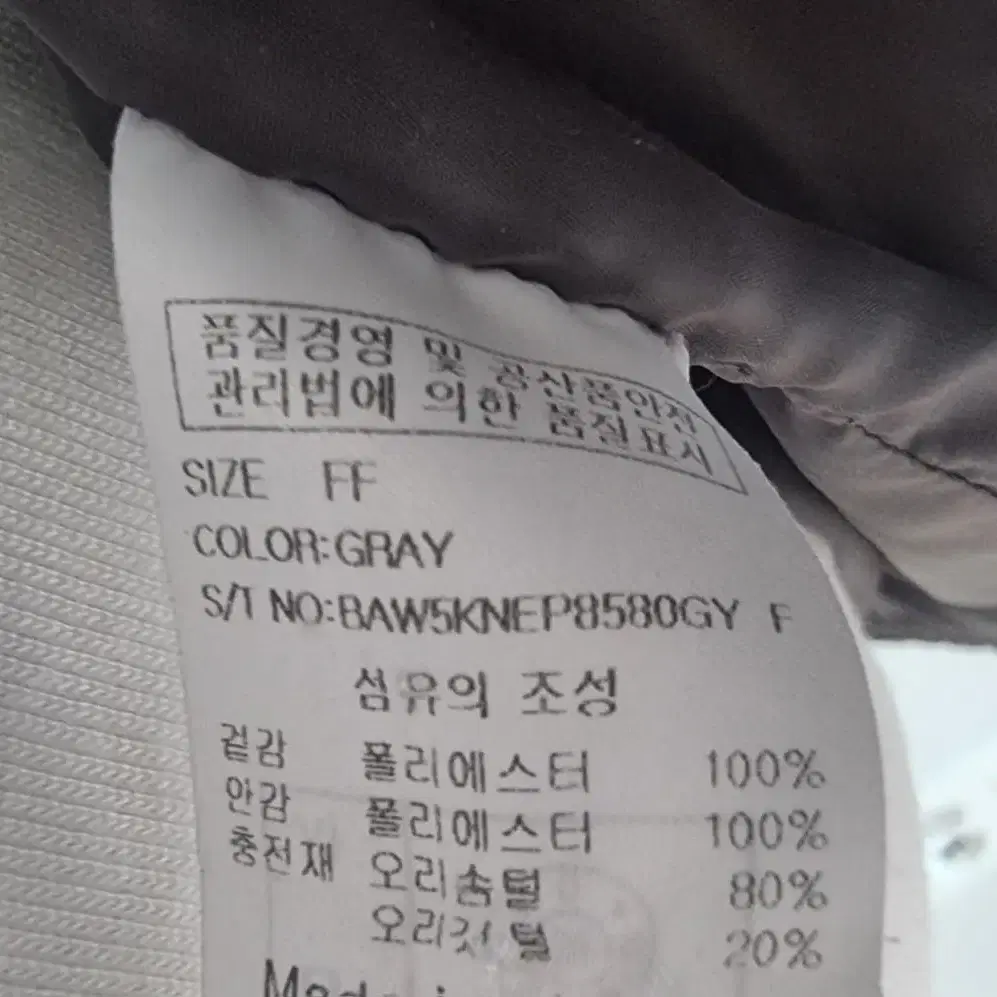 품질경영 및 공산품안전
관리법에 의한 품질표시
SIZE FF
COLOR:GRAY
S/T NO:BAW5KNEP8580GY F
섬유의 조성
겉감 폴리에스터 100%
안감 폴리에스터 100%
충전재 오리솜털 80%
오리깃털 20%
Made in